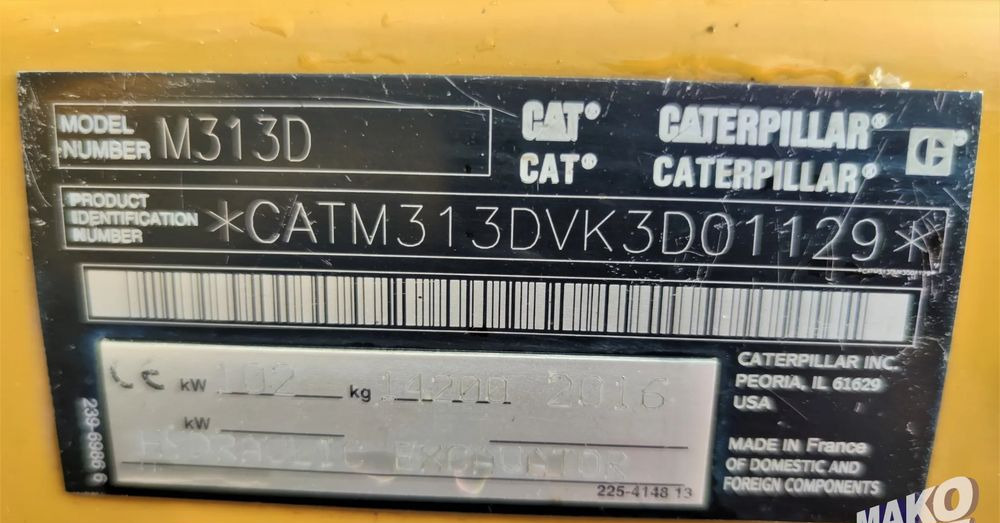 MODEL NUMBER M313D
CAT® CATERPILLAR®
CAT® CATERPILLAR®
PRODUCT IDENTIFICATION NUMBER *CATM313DVK3D01129*
CE kW 102 kg 14200 2016
kW
HYDRAULIC EXCAVATOR
225-4148 13
239-6986 6
CATERPILLAR INC.
PEORIA, IL 61629
USA
MADE IN France
OF DOMESTIC AND
FOREIGN COMPONENTS
MAKO